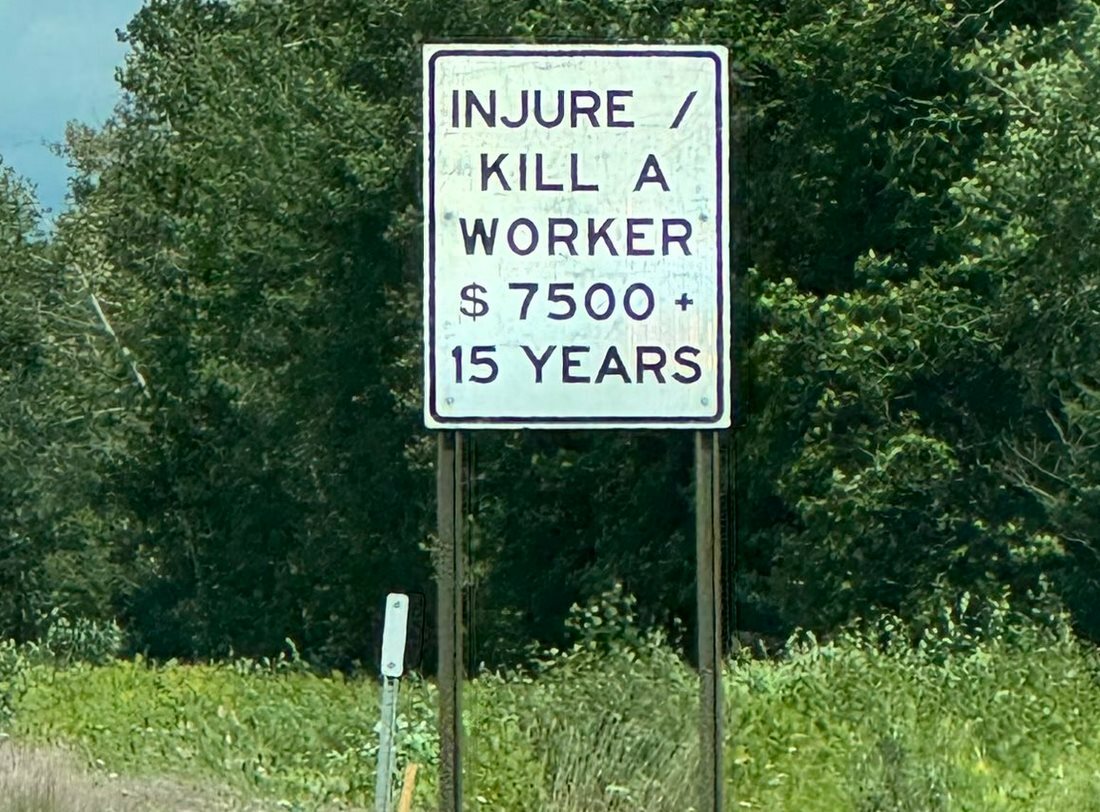 INJURE /
KILL A
WORKER
$ 7500 +
15 YEARS